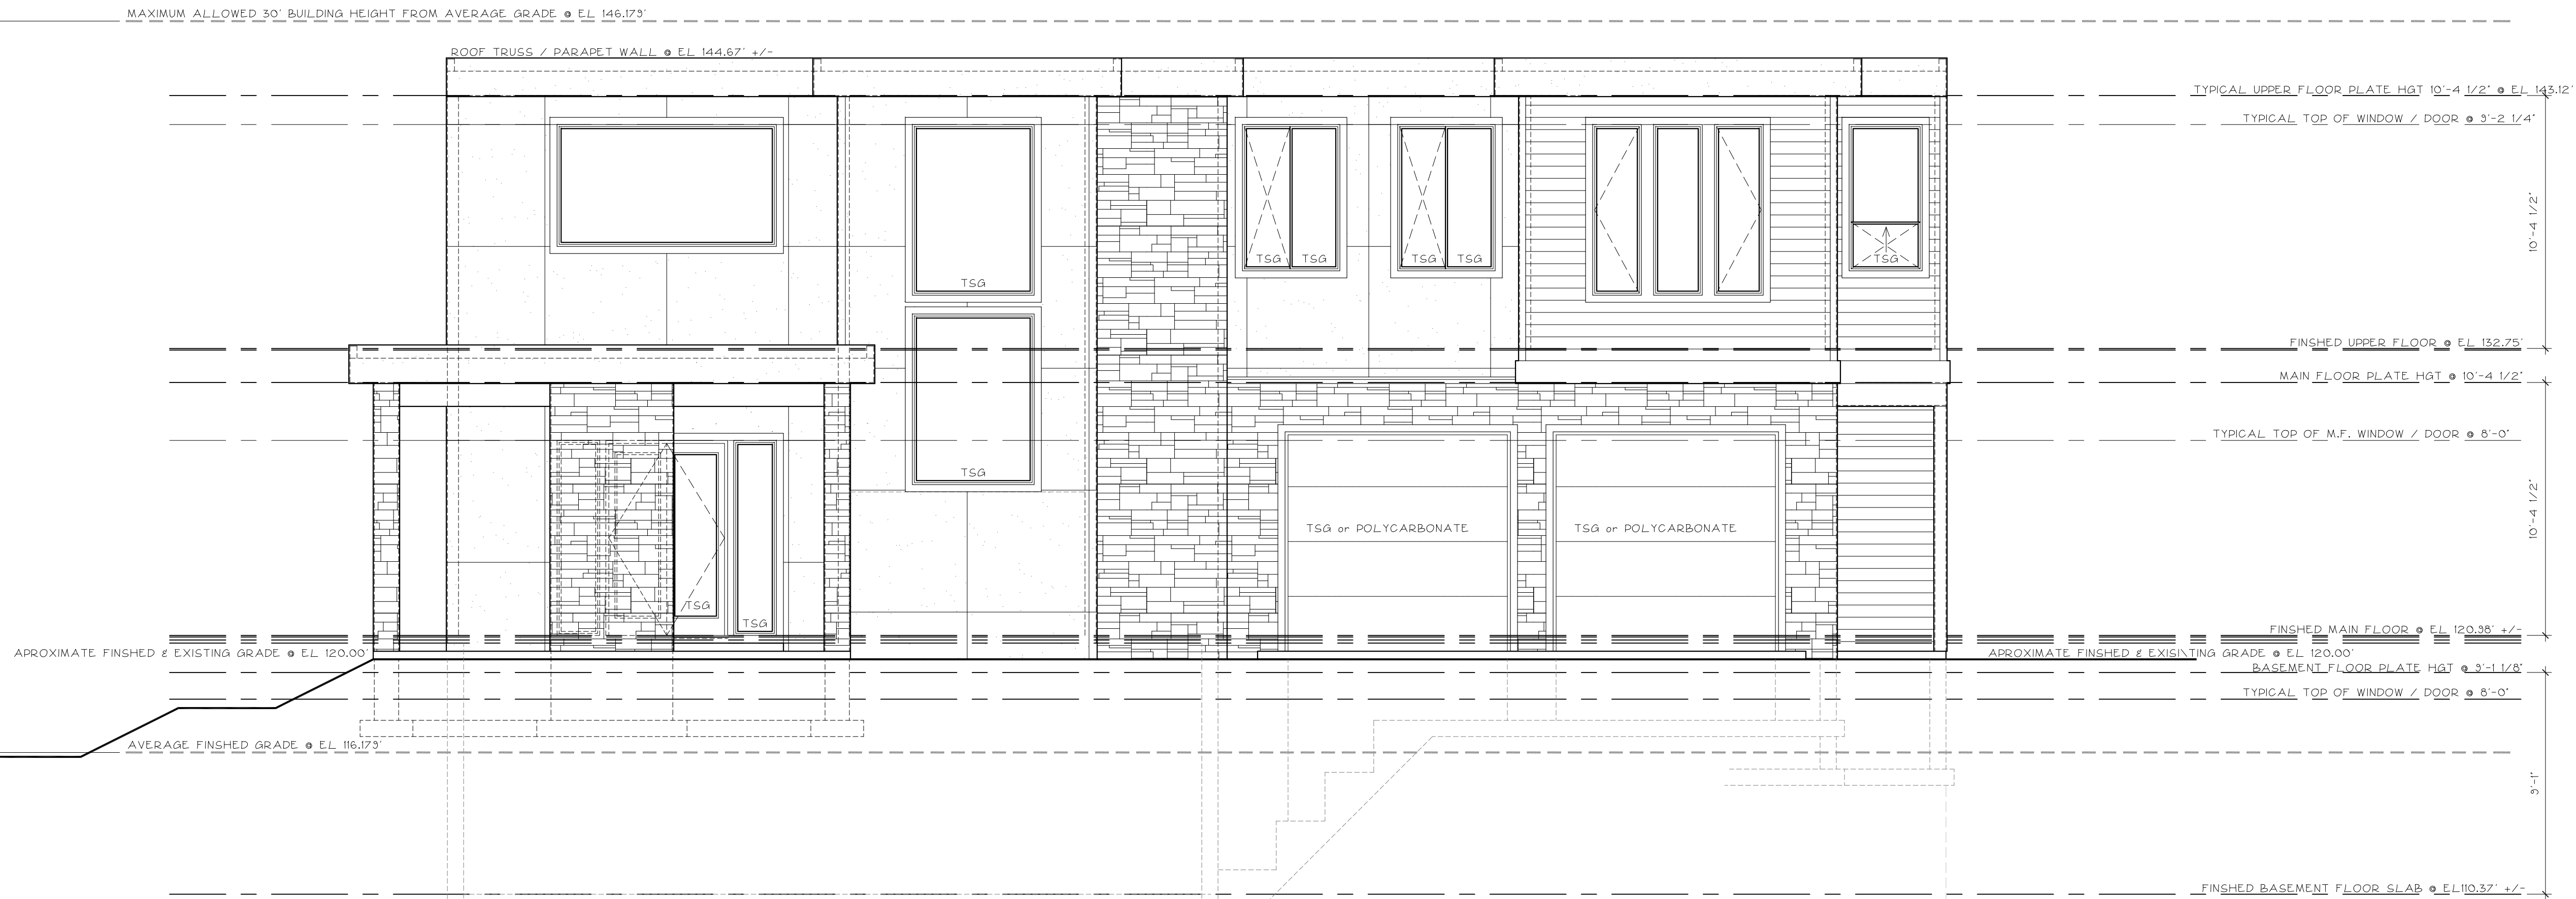 MAXIMUM ALLOWED 30' BUILDING HEIGHT FROM AVERAGE GRADE @ EL 146.179'
ROOF TRUSS / PARAPET WALL @ EL 144.67' +/-
TYPICAL UPPER FLOOR PLATE HGT 10'-4 1/2" @ EL 143.12'
TYPICAL TOP OF WINDOW / DOOR @ 9'-2 1/4"
10'-4 1/2"
TSG TSG TSG TSG TSG
TSG
FINSHED UPPER FLOOR @ EL 132.75'
MAIN FLOOR PLATE HGT @ 10'-4 1/2"
TYPICAL TOP OF M.F. WINDOW / DOOR @ 8'-0"
TSG
10'-4 1/2"
TSG or POLYCARBONATE TSG or POLYCARBONATE
TSG
TSG
FINSHED MAIN FLOOR @ EL 120.98' +/-
APROXIMATE FINSHED & EXISTING GRADE @ EL 120.00'
APROXIMATE FINSHED & EXISI\TING GRADE @ EL 120.00'
BASEMENT FLOOR PLATE HGT @ 9'-1 1/8"
TYPICAL TOP OF WINDOW / DOOR @ 8'-0"
AVERAGE FINSHED GRADE @ EL 116.179'
9'-1"
FINSHED BASEMENT FLOOR SLAB @ EL110.37' +/-